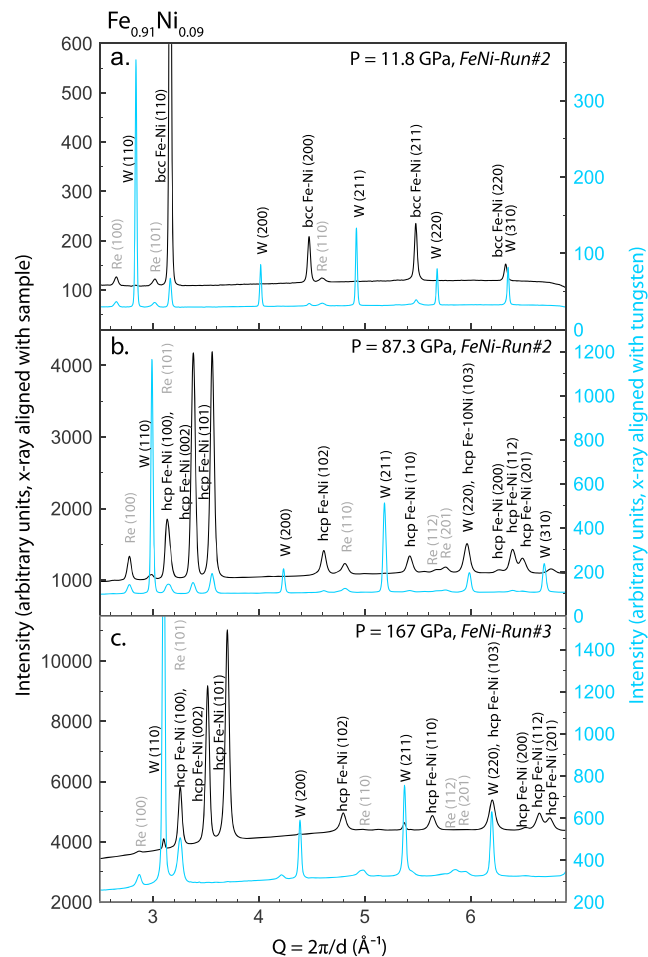 Fe0.91Ni0.09
a.
P = 11.8 GPa, FeNi-Run#2
600
500
400
300
200
100
300
200
100
0
Re (100)
W (110)
Re (101)
bcc Fe-Ni (110)
W (200)
bcc Fe-Ni (200)
Re (110)
W (211)
bcc Fe-Ni (211)
W (220)
bcc Fe-Ni (220)
W (310)
b.
P = 87.3 GPa, FeNi-Run#2
4000
3000
2000
1000
1200
1000
800
600
400
200
0
Re (100)
W (110)
hcp Fe-Ni (100),
Re (101)
hcp Fe-Ni (002)
hcp Fe-Ni (101)
W (200)
hcp Fe-Ni (102)
Re (110)
W (211)
hcp Fe-Ni (110)
Re (112)
Re (201)
W (220), hcp Fe-10Ni (103)
hcp Fe-Ni (200)
hcp Fe-Ni (112)
hcp Fe-Ni (201)
W (310)
c.
P = 167 GPa, FeNi-Run#3
10000
8000
6000
4000
2000
1400
1200
1000
800
600
400
200
Re (100)
W (110)
hcp Fe-Ni (100),
Re (101)
hcp Fe-Ni (002)
hcp Fe-Ni (101)
W (200)
hcp Fe-Ni (102)
Re (110)
W (211)
hcp Fe-Ni (110)
Re (112)
Re (201)
W (220), hcp Fe-Ni (103)
hcp Fe-Ni (200)
hcp Fe-Ni (112)
hcp Fe-Ni (201)
3
4
5
6
Q = 2π/d (Å⁻¹)
Intensity (arbitrary units, x-ray aligned with sample)
Intensity (arbitrary units, x-ray aligned with tungsten)